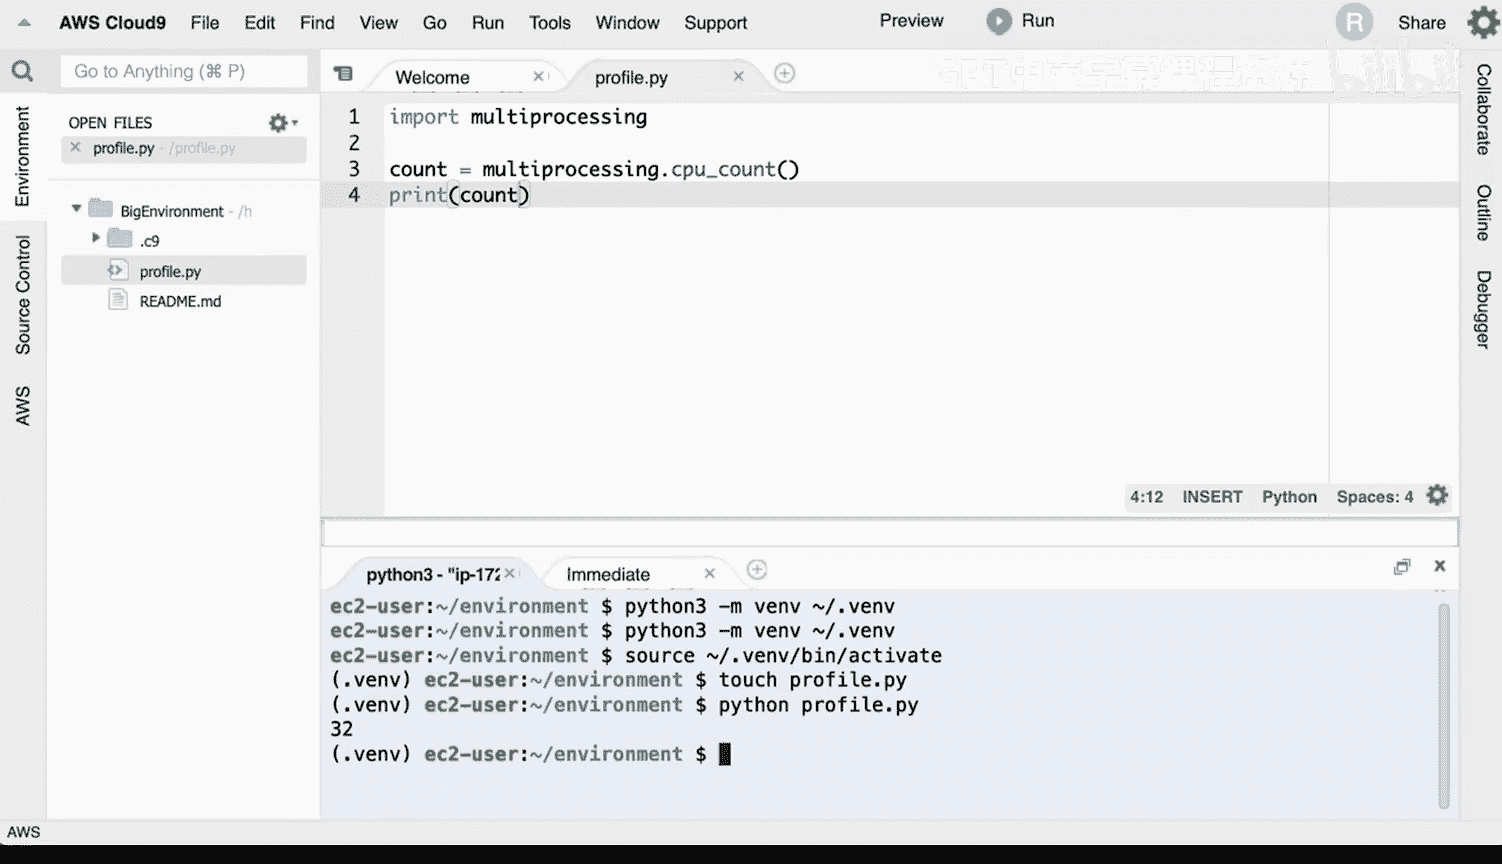 AWS Cloud9 File Edit Find View Go Run Tools Window Support Preview Run R Share
Go to Anything (⌘ P)
Welcome profile.py
Environment
Source Control
AWS
OPEN FILES
profile.py - /profile.py
BigEnvironment - /h
.c9
profile.py
README.md
1 import multiprocessing
2
3 count = multiprocessing.cpu_count()
4 print(count)
4:12 INSERT Python Spaces: 4
Collaborate
Outline
Debugger
python3 - "ip-172 Immediate
ec2-user:~/environment $ python3 -m venv ~/.venv
ec2-user:~/environment $ python3 -m venv ~/.venv
ec2-user:~/environment $ source ~/.venv/bin/activate
(.venv) ec2-user:~/environment $ touch profile.py
(.venv) ec2-user:~/environment $ python profile.py
32
(.venv) ec2-user:~/environment $
AWS